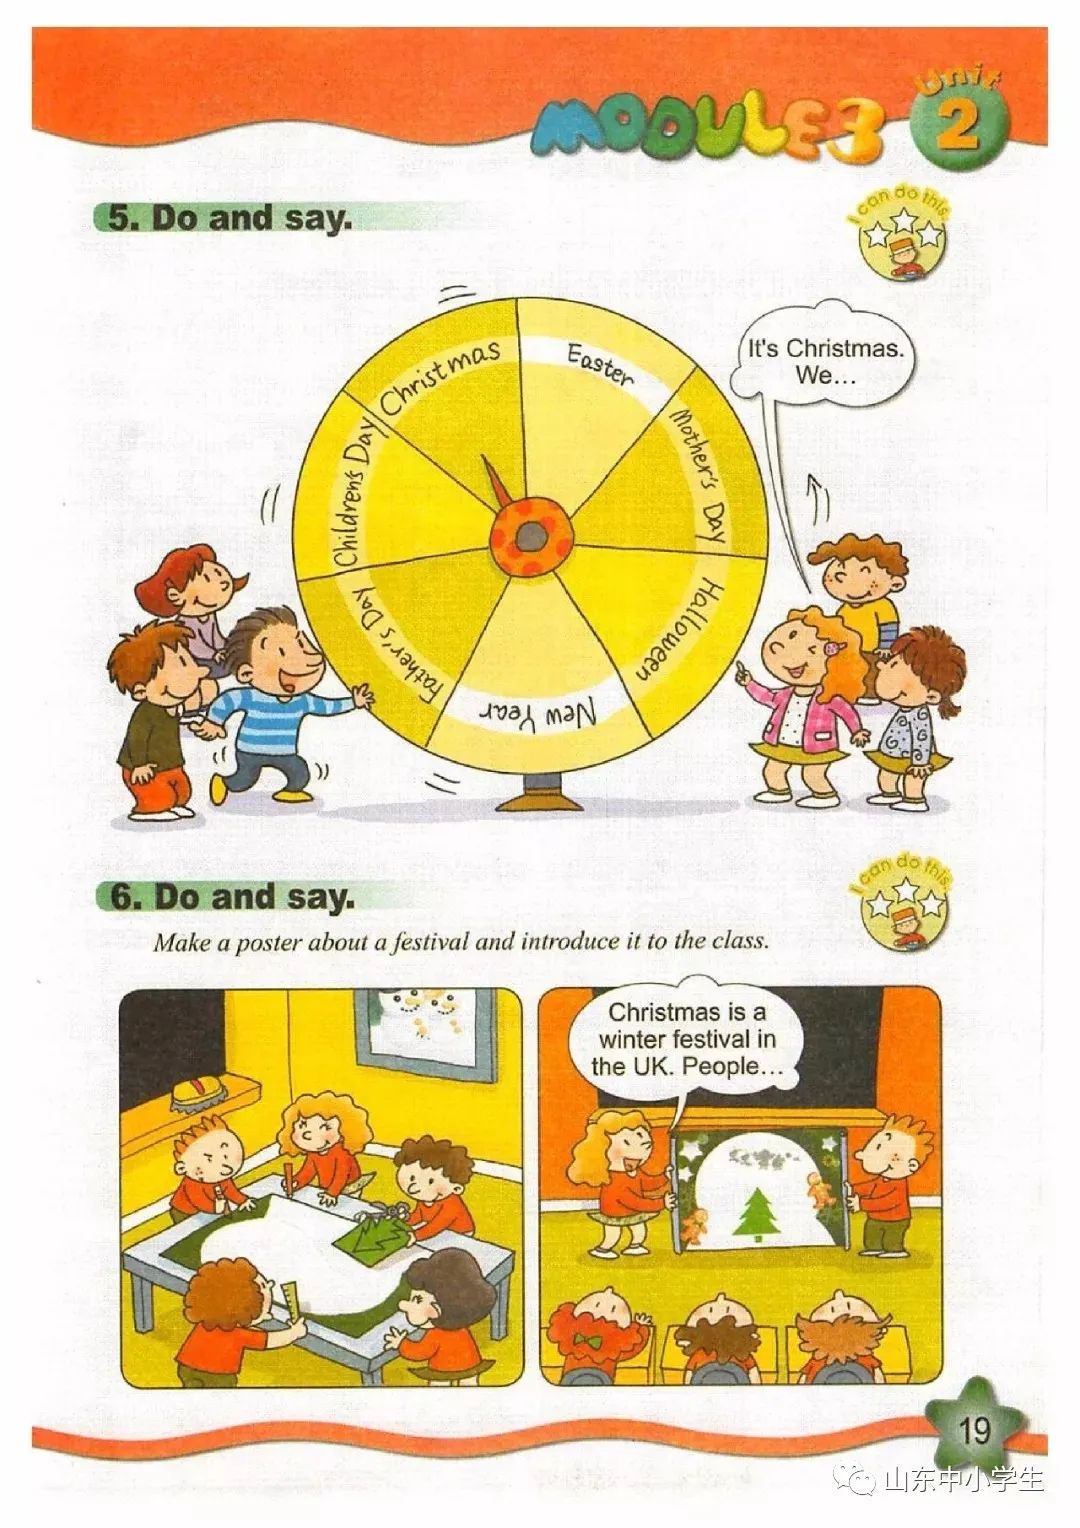 MODULE 3
Unit
2
5. Do and say.
I can do this.
Christmas
Easter
Mother's Day
Halloween
New Year
Father's Day
Children's Day
It's Christmas.
We...
6. Do and say.
I can do this.
Make a poster about a festival and introduce it to the class.
Christmas is a
winter festival in
the UK. People...
19
山东中小学生